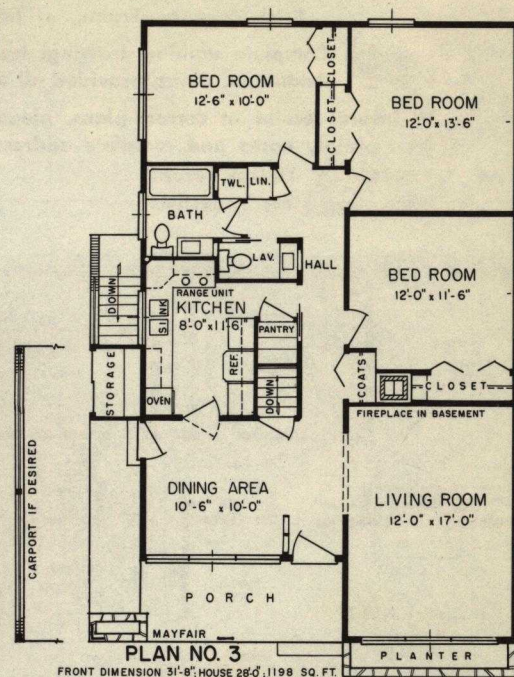 BED ROOM
12'-6" x 10'-0"
CLOSET
CLOSET
BED ROOM
12'-0" x 13'-6"
TWL.
LIN.
BATH
LAV.
HALL
BED ROOM
12'-0" x 11'-6"
DOWN
RANGE UNIT
KITCHEN
8'-0" x 11'-6"
SINK
PANTRY
REF.
STORAGE
OVEN
DOWN
COATS
CLOSET
FIREPLACE IN BASEMENT
CARPORT IF DESIRED
DINING AREA
10'-6" x 10'-0"
LIVING ROOM
12'-0" x 17'-0"
PORCH
MAYFAIR
PLAN NO. 3
PLANTER
FRONT DIMENSION 31'-8"; HOUSE 28'-0"; 1198 SQ. FT.